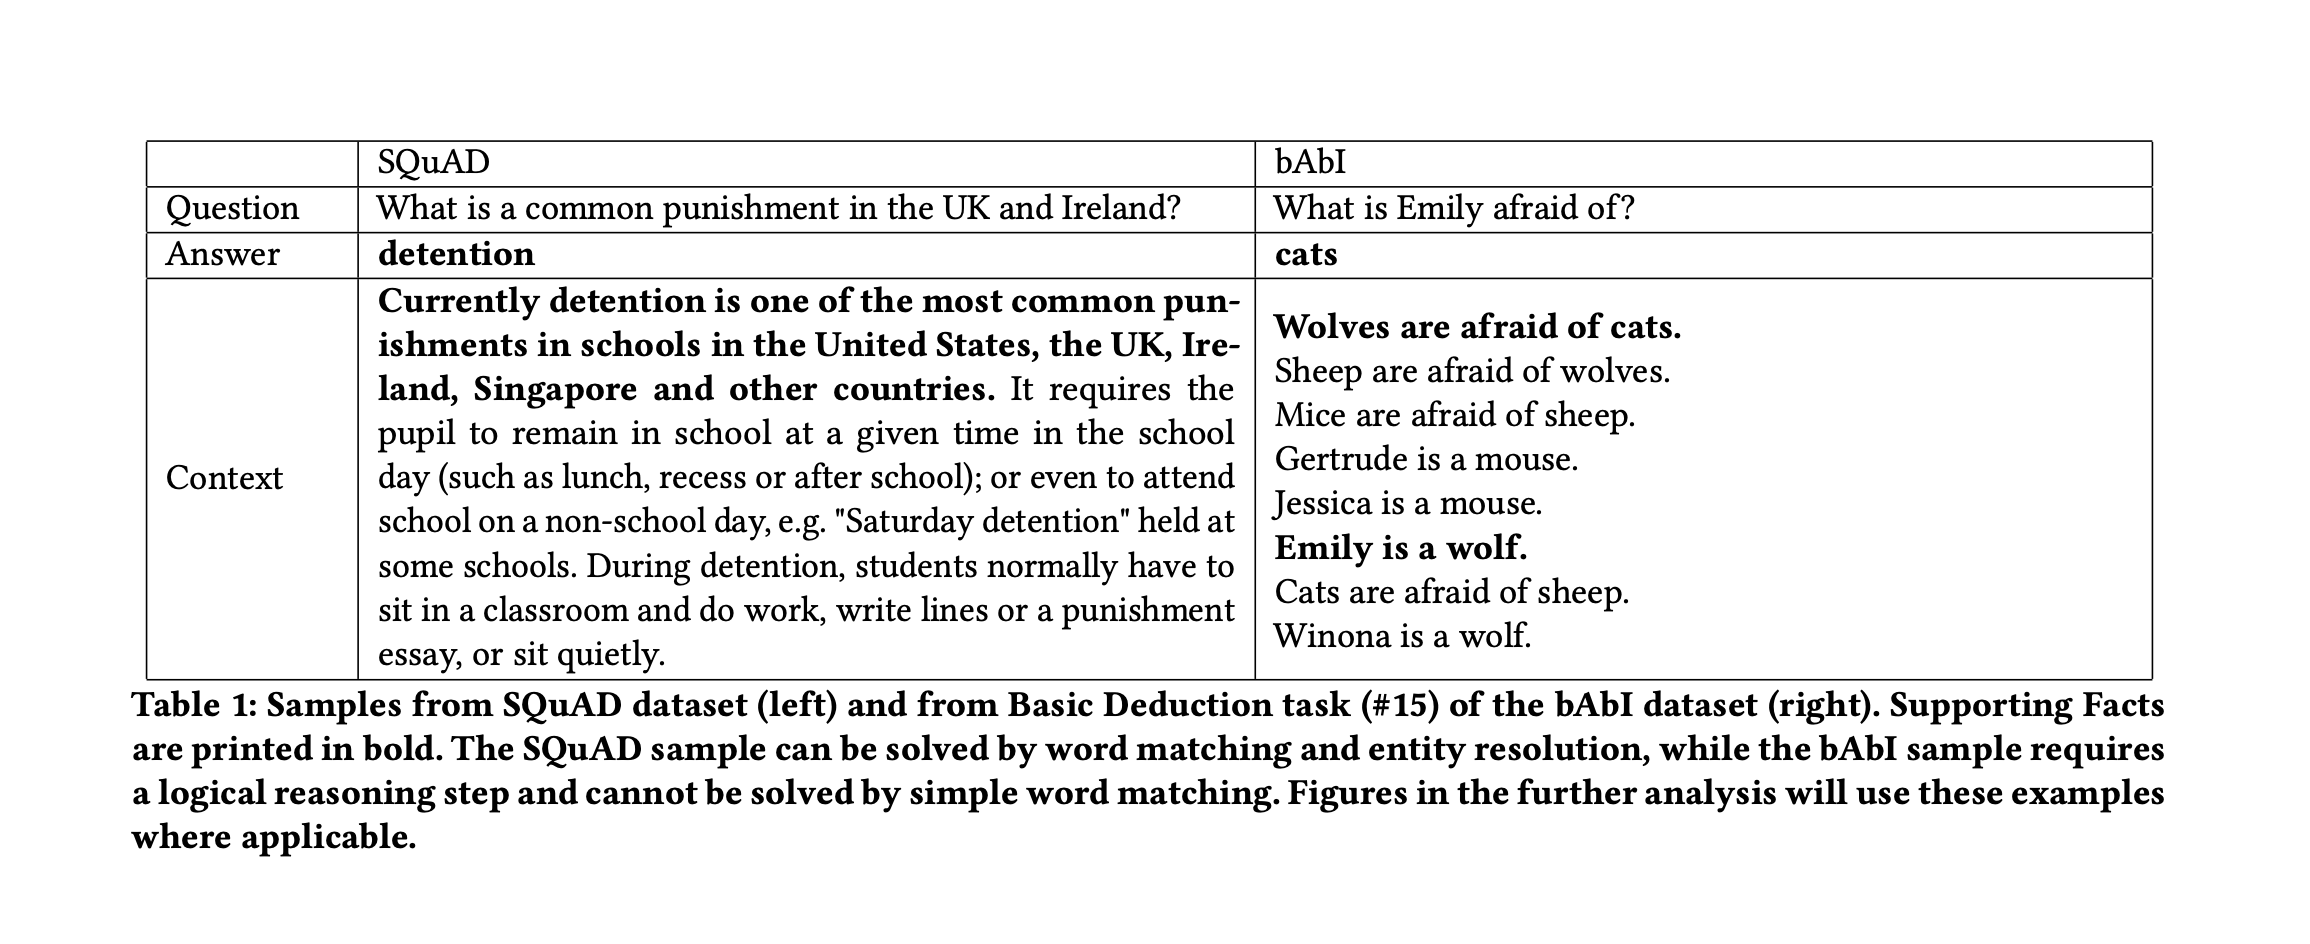 SQuAD bAbI
Question What is a common punishment in the UK and Ireland? What is Emily afraid of?
Answer detention cats
Context
Currently detention is one of the most common pun-
ishments in schools in the United States, the UK, Ire-
land, Singapore and other countries. It requires the
pupil to remain in school at a given time in the school
day (such as lunch, recess or after school); or even to attend
school on a non-school day, e.g. "Saturday detention" held at
some schools. During detention, students normally have to
sit in a classroom and do work, write lines or a punishment
essay, or sit quietly.
Wolves are afraid of cats.
Sheep are afraid of wolves.
Mice are afraid of sheep.
Gertrude is a mouse.
Jessica is a mouse.
Emily is a wolf.
Cats are afraid of sheep.
Winona is a wolf.
Table 1: Samples from SQuAD dataset (left) and from Basic Deduction task (#15) of the bAbI dataset (right). Supporting Facts
are printed in bold. The SQuAD sample can be solved by word matching and entity resolution, while the bAbI sample requires
a logical reasoning step and cannot be solved by simple word matching. Figures in the further analysis will use these examples
where applicable.